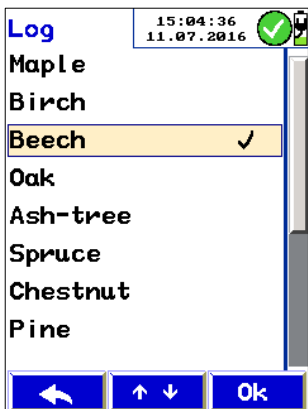 Log
15:04:36
11.07.2016
Maple
Birch
Beech
Oak
Ash-tree
Spruce
Chestnut
Pine
Ok